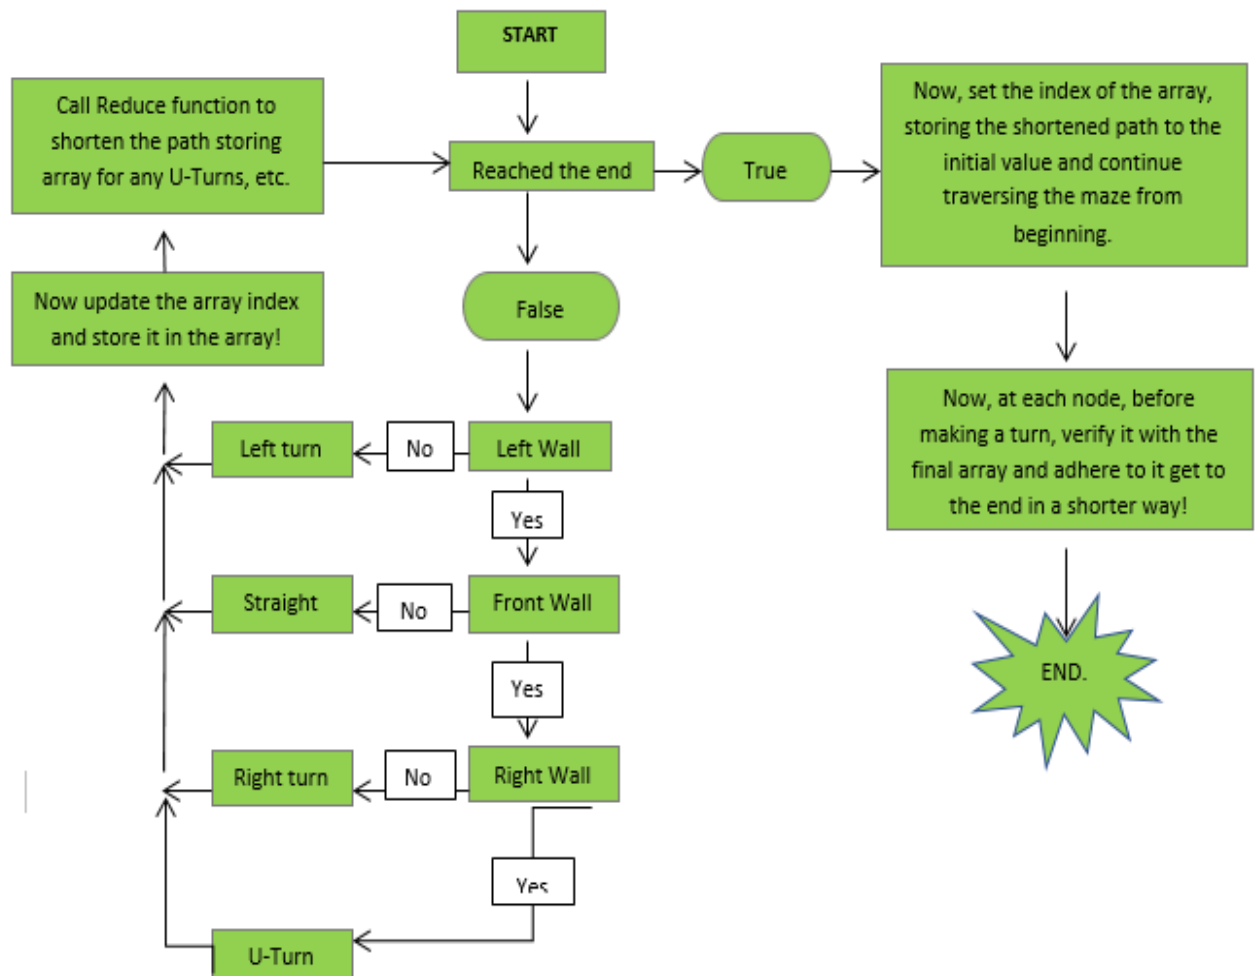 START
Call Reduce function to
shorten the path storing
array for any U-Turns, etc.
Reached the end
True
Now, set the index of the array,
storing the shortened path to the
initial value and continue
traversing the maze from
beginning.
Now update the array index
and store it in the array!
False
Now, at each node, before
making a turn, verify it with the
final array and adhere to it get to
the end in a shorter way!
Left turn
No
Left Wall
Yes
Straight
No
Front Wall
Yes
END.
Right turn
No
Right Wall
Yes
U-Turn